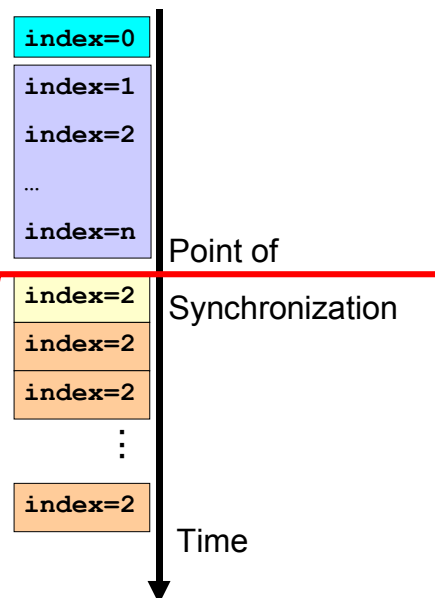 index=0
index=1
index=2
…
index=n
Point of
index=2
Synchronization
index=2
index=2
⋮
index=2
Time